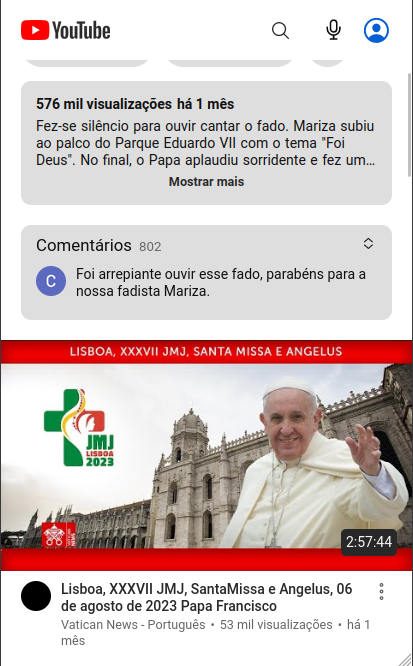 YouTube
576 mil visualizações há 1 mês
Fez-se silêncio para ouvir cantar o fado. Mariza subiu
ao palco do Parque Eduardo VII com o tema "Foi
Deus". No final, o Papa aplaudiu sorridente e fez um...
Mostrar mais
Comentários 802
C
Foi arrepiante ouvir esse fado, parabéns para a
nossa fadista Mariza.
LISBOA, XXXVII JMJ, SANTA MISSA E ANGELUS
JMJ
LISBOA
2023
2:57:44
Lisboa, XXXVII JMJ, SantaMissa e Angelus, 06
de agosto de 2023 Papa Francisco
Vatican News - Português • 53 mil visualizações • há 1
mês